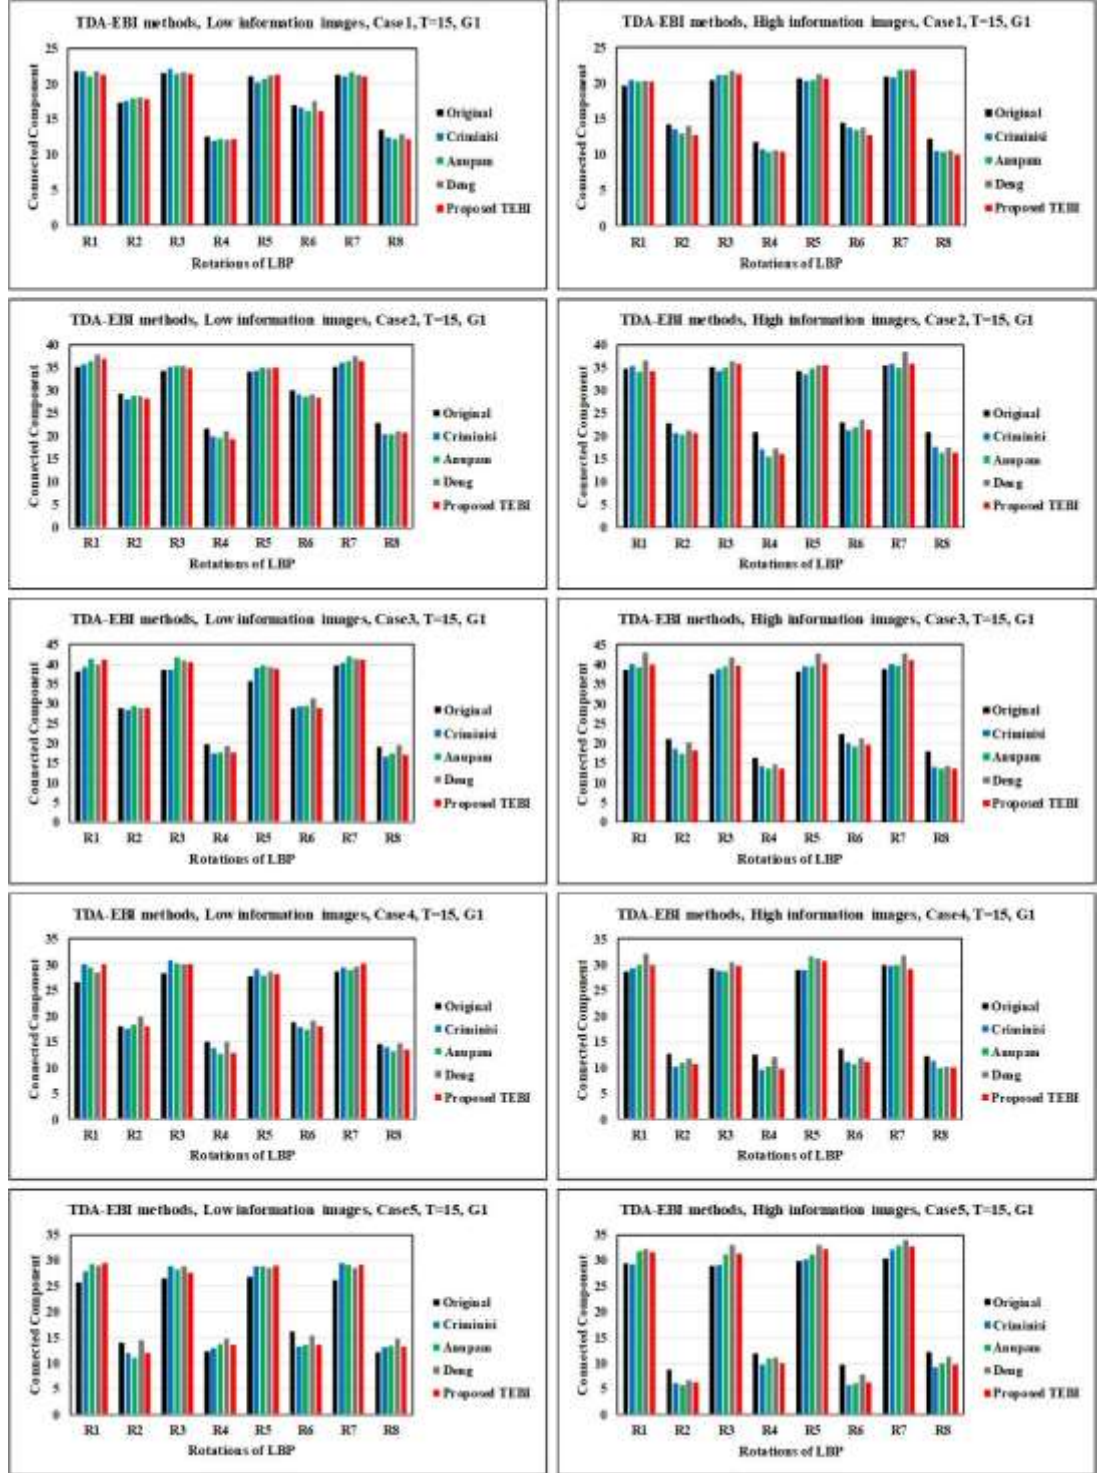 TDA-EBI methods, Low information images, Case1, T=15, G1
Connected Component
25
20
15
10
5
0
R1 R2 R3 R4 R5 R6 R7 R8
Rotations of LBP
Original
Criminisi
Anupam
Deng
Proposed TEBI
TDA-EBI methods, High information images, Case1, T=15, G1
Connected Component
25
20
15
10
5
0
R1 R2 R3 R4 R5 R6 R7 R8
Rotations of LBP
Original
Criminisi
Anupam
Deng
Proposed TEBI
TDA-EBI methods, Low information images, Case2, T=15, G1
Connected Component
40
35
30
25
20
15
10
5
0
R1 R2 R3 R4 R5 R6 R7 R8
Rotations of LBP
Original
Criminisi
Anupam
Deng
Proposed TEBI
TDA-EBI methods, High information images, Case2, T=15, G1
Connected Component
40
35
30
25
20
15
10
5
0
R1 R2 R3 R4 R5 R6 R7 R8
Rotations of LBP
Original
Criminisi
Anupam
Deng
Proposed TEBI
TDA-EBI methods, Low information images, Case3, T=15, G1
Connected Component
45
40
35
30
25
20
15
10
5
0
R1 R2 R3 R4 R5 R6 R7 R8
Rotations of LBP
Original
Criminisi
Anupam
Deng
Proposed TEBI
TDA-EBI methods, High information images, Case3, T=15, G1
Connected Component
45
40
35
30
25
20
15
10
5
0
R1 R2 R3 R4 R5 R6 R7 R8
Rotations of LBP
Original
Criminisi
Anupam
Deng
Proposed TEBI
TDA-EBI methods, Low information images, Case4, T=15, G1
Connected Component
35
30
25
20
15
10
5
0
R1 R2 R3 R4 R5 R6 R7 R8
Rotations of LBP
Original
Criminisi
Anupam
Deng
Proposed TEBI
TDA-EBI methods, High information images, Case4, T=15, G1
Connected Component
35
30
25
20
15
10
5
0
R1 R2 R3 R4 R5 R6 R7 R8
Rotations of LBP
Original
Criminisi
Anupam
Deng
Proposed TEBI
TDA-EBI methods, Low information images, Case5, T=15, G1
Connected Component
35
30
25
20
15
10
5
0
R1 R2 R3 R4 R5 R6 R7 R8
Rotations of LBP
Original
Criminisi
Anupam
Deng
Proposed TEBI
TDA-EBI methods, High information images, Case5, T=15, G1
Connected Component
35
30
25
20
15
10
5
0
R1 R2 R3 R4 R5 R6 R7 R8
Rotations of LBP
Original
Criminisi
Anupam
Deng
Proposed TEBI